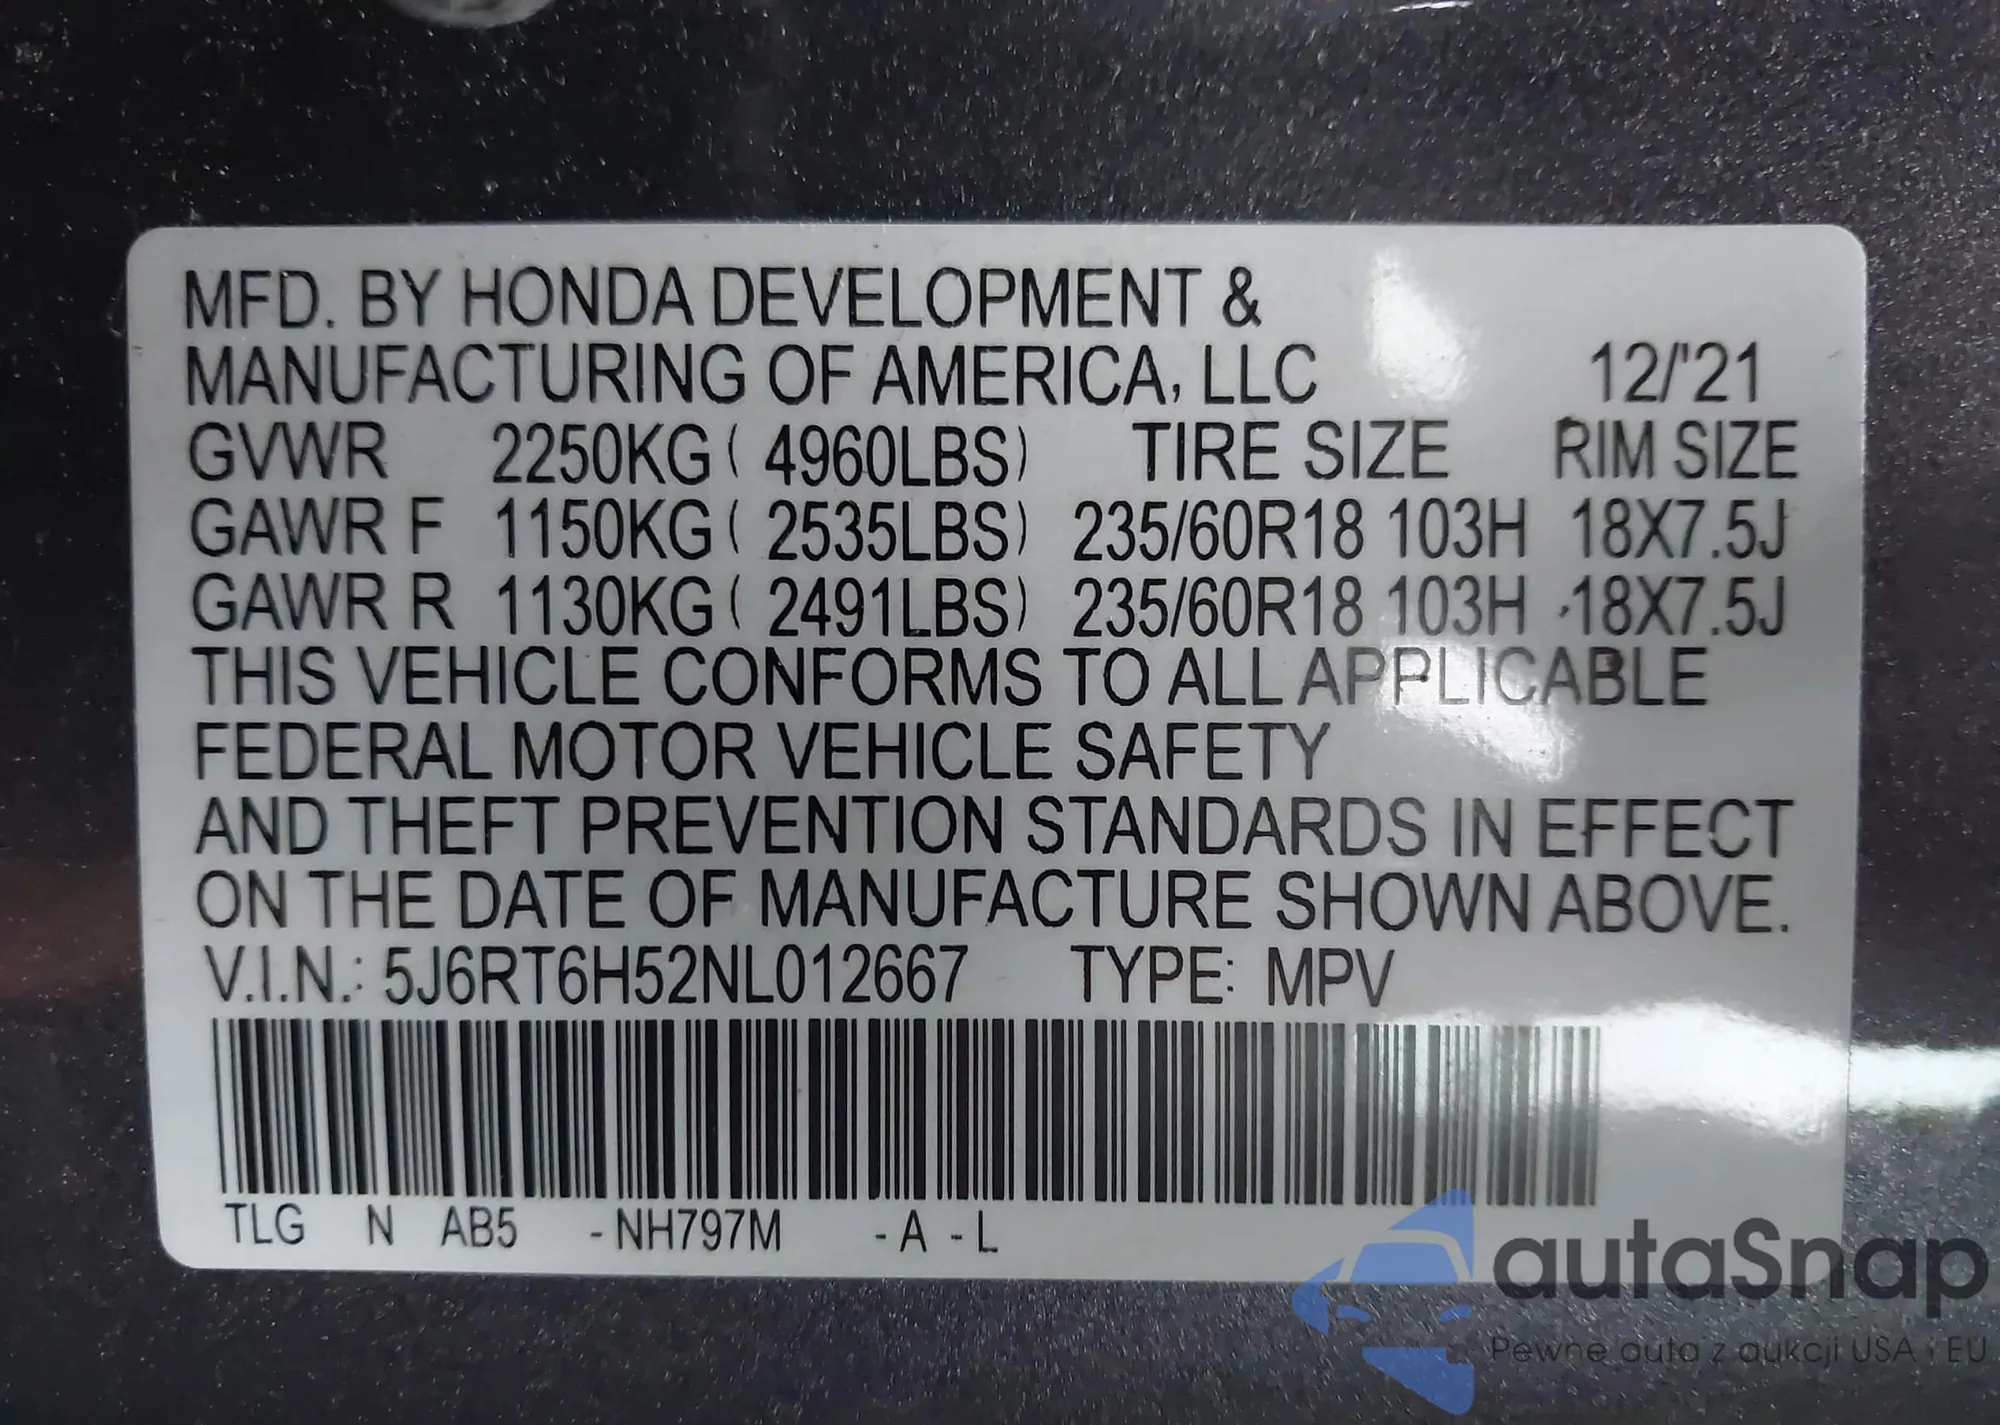 MFD. BY HONDA DEVELOPMENT &
MANUFACTURING OF AMERICA, LLC 12/'21
GVWR 2250KG ( 4960LBS) TIRE SIZE RIM SIZE
GAWR F 1150KG ( 2535LBS) 235/60R18 103H 18X7.5J
GAWR R 1130KG ( 2491LBS) 235/60R18 103H 18X7.5J
THIS VEHICLE CONFORMS TO ALL APPLICABLE
FEDERAL MOTOR VEHICLE SAFETY
AND THEFT PREVENTION STANDARDS IN EFFECT
ON THE DATE OF MANUFACTURE SHOWN ABOVE.
V.I.N.: 5J6RT6H52NL012667 TYPE: MPV
TLG N AB5 -NH797M -A -L
autaSnap
Pewne auta z aukcji USA i EU